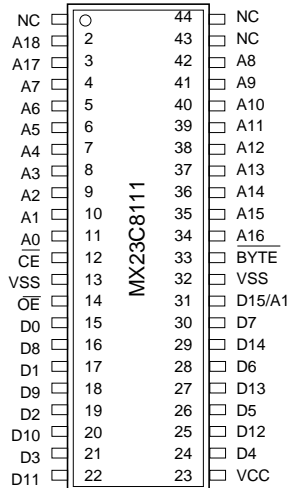 NC 44 NC
A18 2 43 NC
A17 3 42 A8
A7 4 41 A9
A6 5 40 A10
A5 6 39 A11
A4 7 38 A12
A3 8 37 A13
A2 9 36 A14
A1 10 35 A15
A0 11 34 A16
CE 12 33 BYTE
VSS 13 32 VSS
OE 14 31 D15/A1
D0 15 30 D7
D8 16 29 D14
D1 17 28 D6
D9 18 27 D13
D2 19 26 D5
D10 20 25 D12
D3 21 24 D4
D11 22 23 VCC
MX23C8111